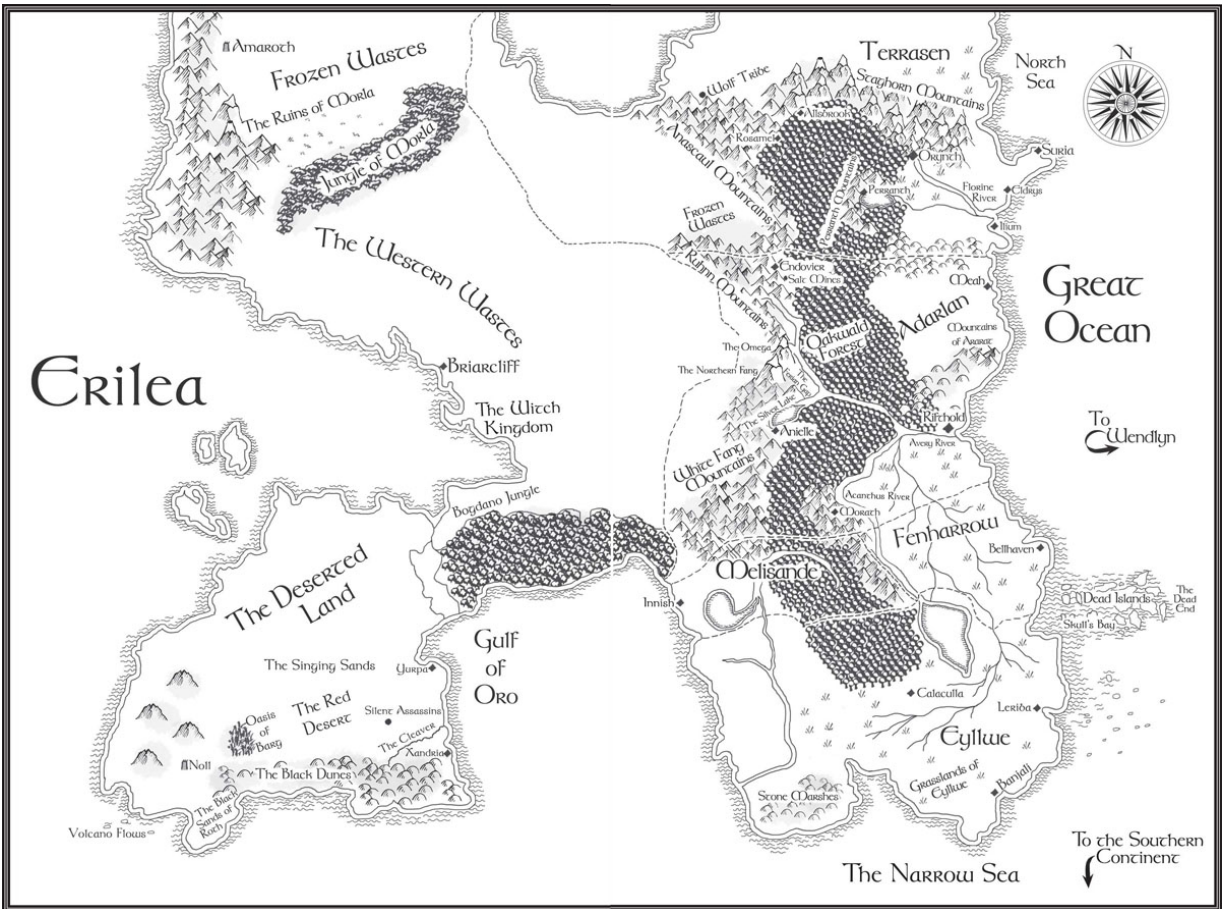 Amaroth
Frozen Wastes
The Ruins of Morla
Jungle of Morla
The Western Wastes
Erilea
Briarcliff
The Witch
Kingdom
Bogdano Jungle
The Deserted
Land
The Singing Sands
Yurpa
The Red
Desert
Oasis
of
Barg
Silent Assassins
The Cleaver
Xandria
Noll
The Black Dunes
The Black
Sands of
Roth
Volcano Flows
Gulf
of
Oro
Terrasen
Staghorn Mountains
North
Sea
N
Wolf Tribe
Allsbrook
Rosamel
Anascaul Mountains
Orynth
Suria
Perranth Mountains
Perranth
Florine
River
Eldrys
Ilium
Frozen
Wastes
Ruhnn Mountains
Endovier
Salt Mines
Meah
Great
Ocean
Adarlan
Oakwald
Forest
Mountains
of Ararat
The Omega
The Northern Fang
The
Ferian Gap
The Silver Lake
Anielle
Rifthold
Avery River
To
Wendlyn
White Fang
Mountains
Acanthus River
Morath
Fenharrow
Bellhaven
Melisande
Innish
Dead Islands
The
Dead
End
Skull's Bay
Calaculla
Leriba
Eyllwe
Grasslands of
Eyllwe
Banjali
Stone Marshes
The Narrow Sea
To the Southern
Continent